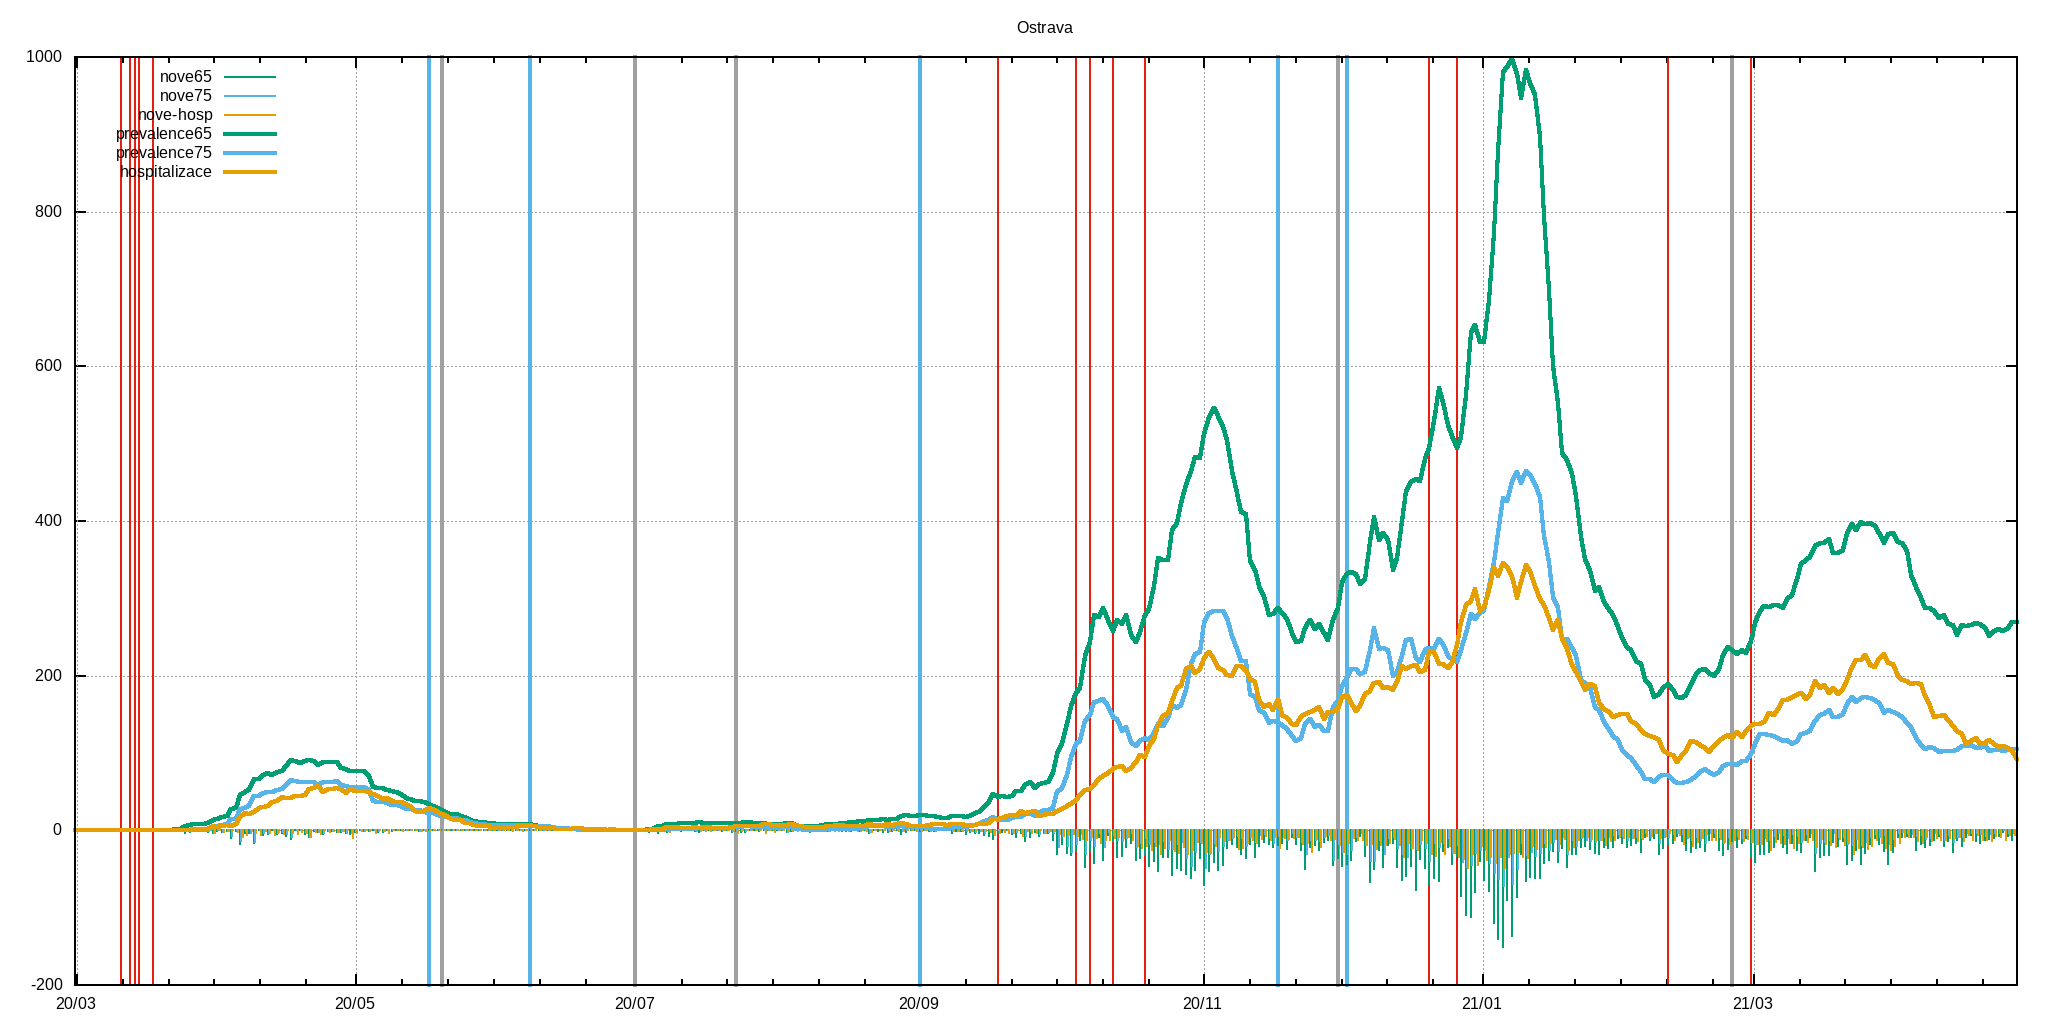 Ostrava
1000
800
600
400
200
0
-200
nove65
nove75
nove-hosp
prevalence65
prevalence75
hospitalizace
20/03 20/05 20/07 20/09 20/11 21/01 21/03